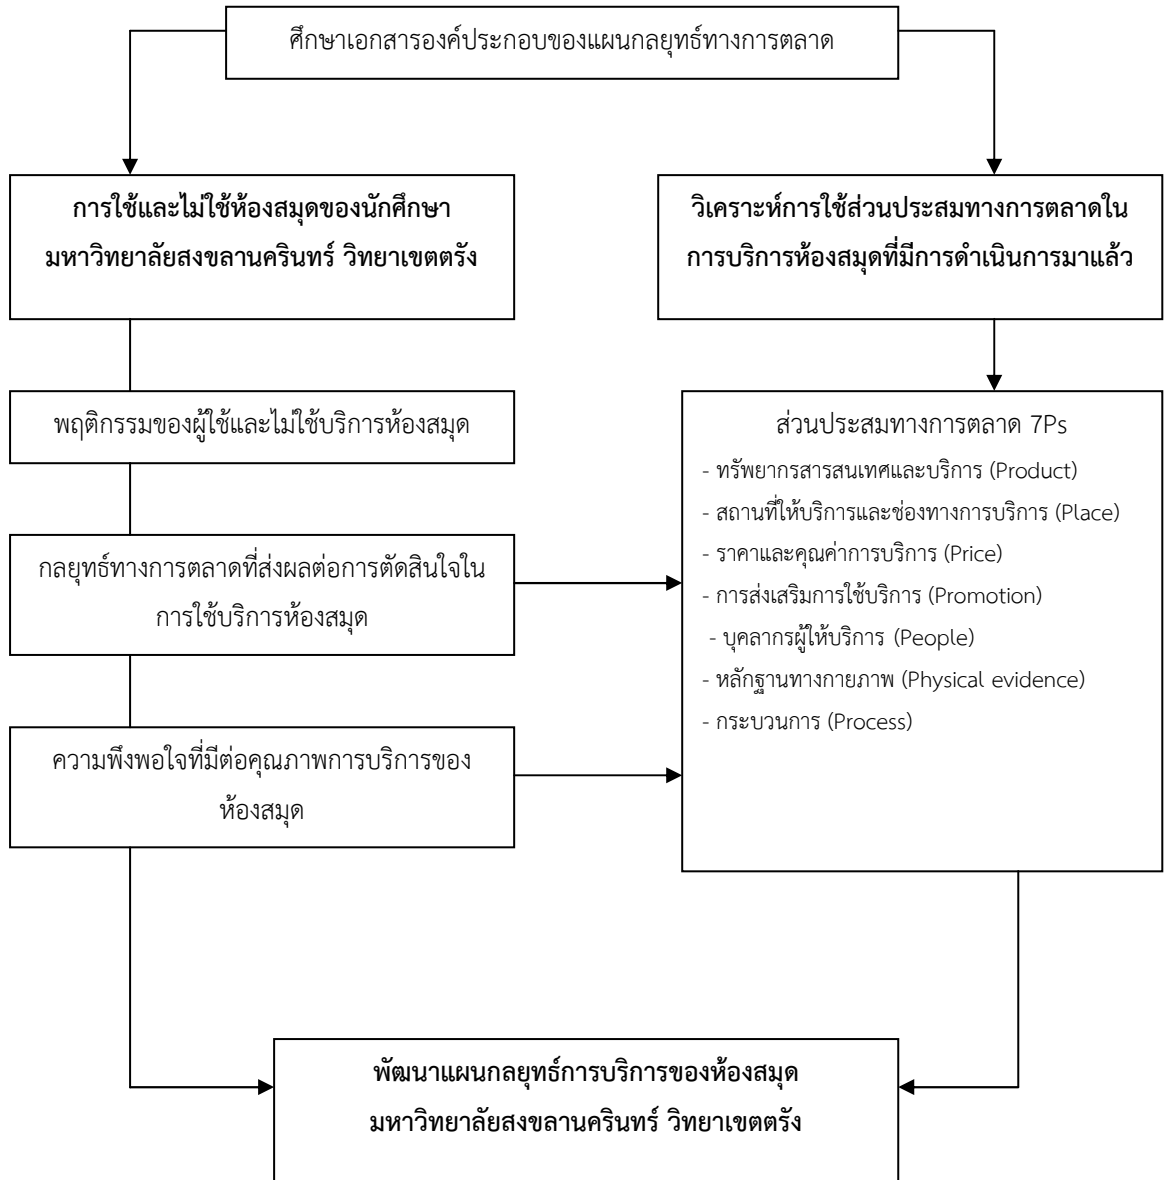 ศึกษาเอกสารองค์ประกอบของแผนกลยุทธ์ทางการตลาด
การใช้และไม่ใช้ห้องสมุดของนักศึกษา
มหาวิทยาลัยสงขลานครินทร์ วิทยาเขตตรัง
วิเคราะห์การใช้ส่วนประสมทางการตลาดใน
การบริการห้องสมุดที่มีการดำเนินการมาแล้ว
พฤติกรรมของผู้ใช้และไม่ใช้บริการห้องสมุด
กลยุทธ์ทางการตลาดที่ส่งผลต่อการตัดสินใจใน
การใช้บริการห้องสมุด
ความพึงพอใจที่มีต่อคุณภาพการบริการของ
ห้องสมุด
ส่วนประสมทางการตลาด 7Ps
- ทรัพยากรสารสนเทศและบริการ (Product)
- สถานที่ให้บริการและช่องทางการบริการ (Place)
- ราคาและคุณค่าการบริการ (Price)
- การส่งเสริมการใช้บริการ (Promotion)
- บุคลากรผู้ให้บริการ (People)
- หลักฐานทางกายภาพ (Physical evidence)
- กระบวนการ (Process)
พัฒนาแผนกลยุทธ์การบริการของห้องสมุด
มหาวิทยาลัยสงขลานครินทร์ วิทยาเขตตรัง